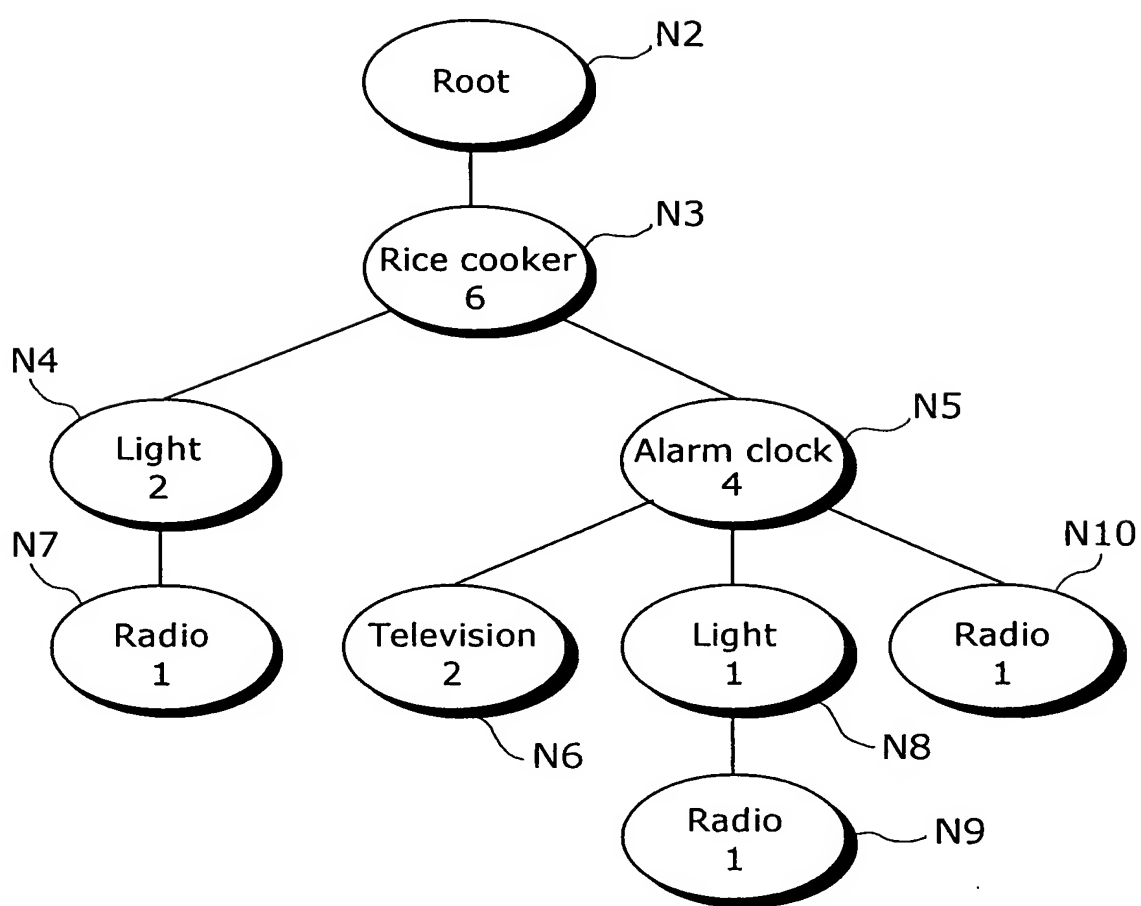 N2
Root
N3
Rice cooker
6
N4
N5
Light
2
Alarm clock
4
N7
N10
Radio
1
Television
2
Light
1
Radio
1
N6
N8
Radio
1
N9